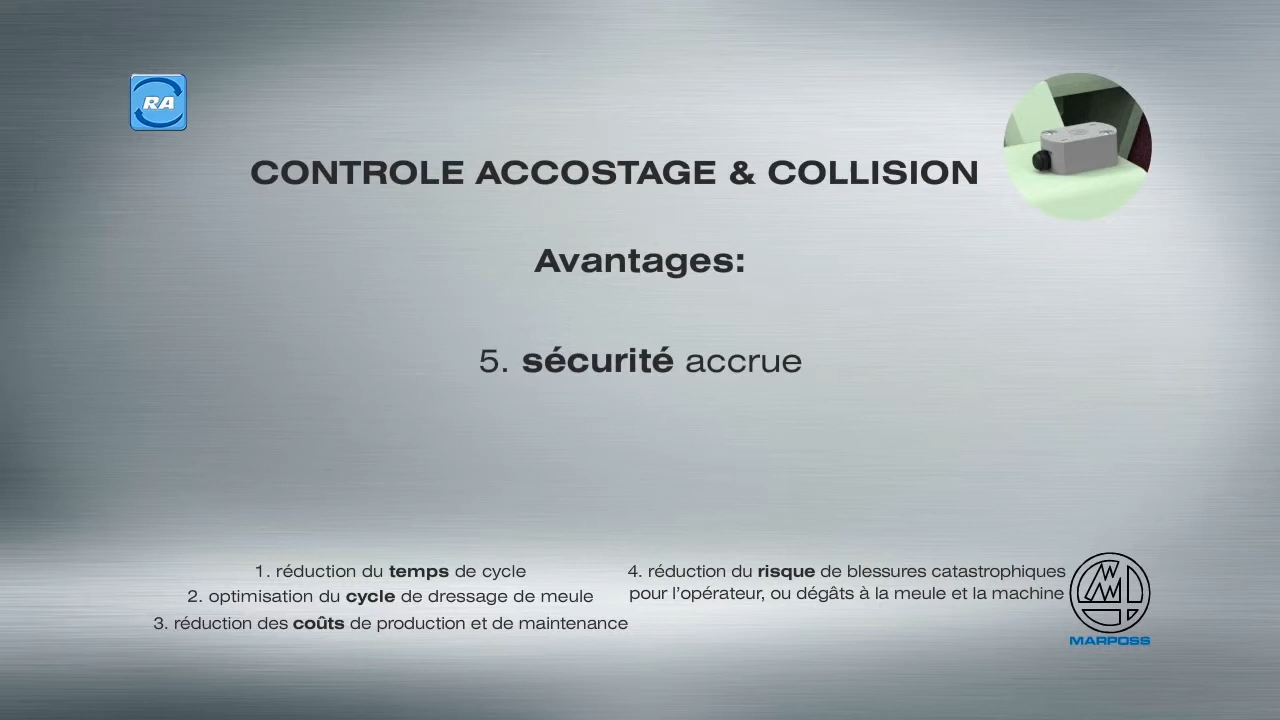 RA
CONTROLE ACCOSTAGE & COLLISION
Avantages:
5. sécurité accrue
1. réduction du temps de cycle
2. optimisation du cycle de dressage de meule
3. réduction des coûts de production et de maintenance
4. réduction du risque de blessures catastrophiques
pour l’opérateur, ou dégâts à la meule et la machine
MARPOSS